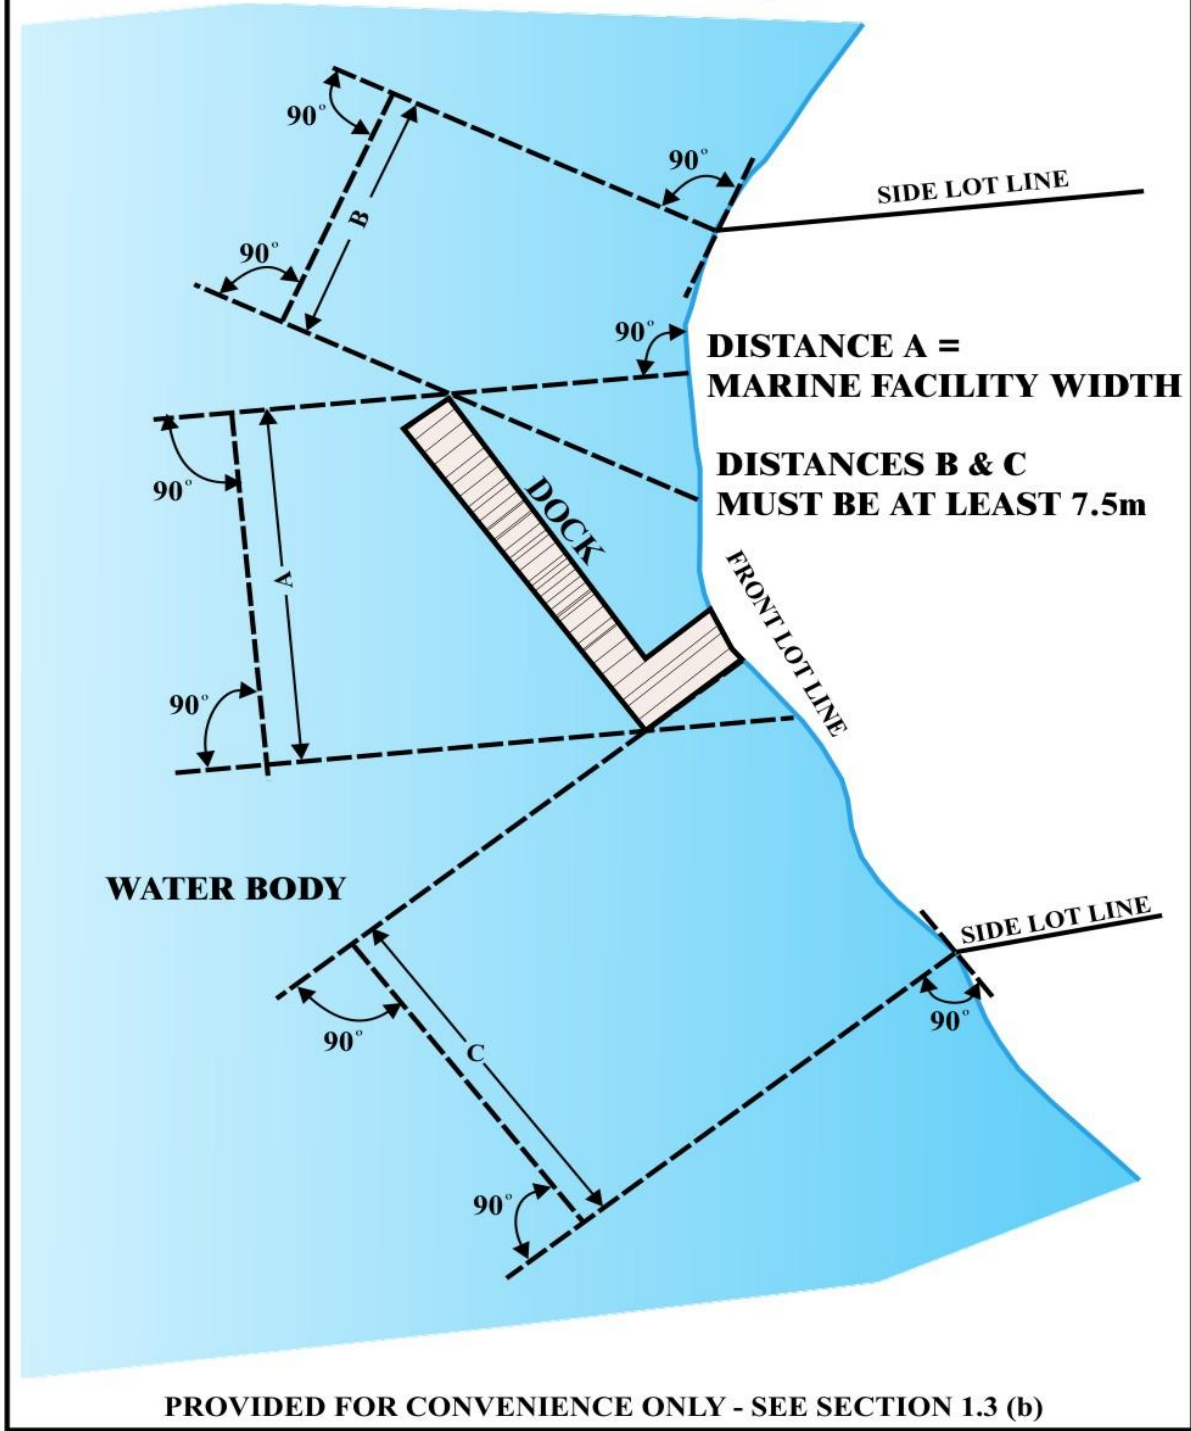 90°
90°
SIDE LOT LINE
B
90°
90°
DISTANCE A =
MARINE FACILITY WIDTH
DISTANCES B & C
MUST BE AT LEAST 7.5m
90°
DOCK
A
FRONT LOT LINE
90°
WATER BODY
SIDE LOT LINE
90°
90°
C
90°
PROVIDED FOR CONVENIENCE ONLY - SEE SECTION 1.3 (b)